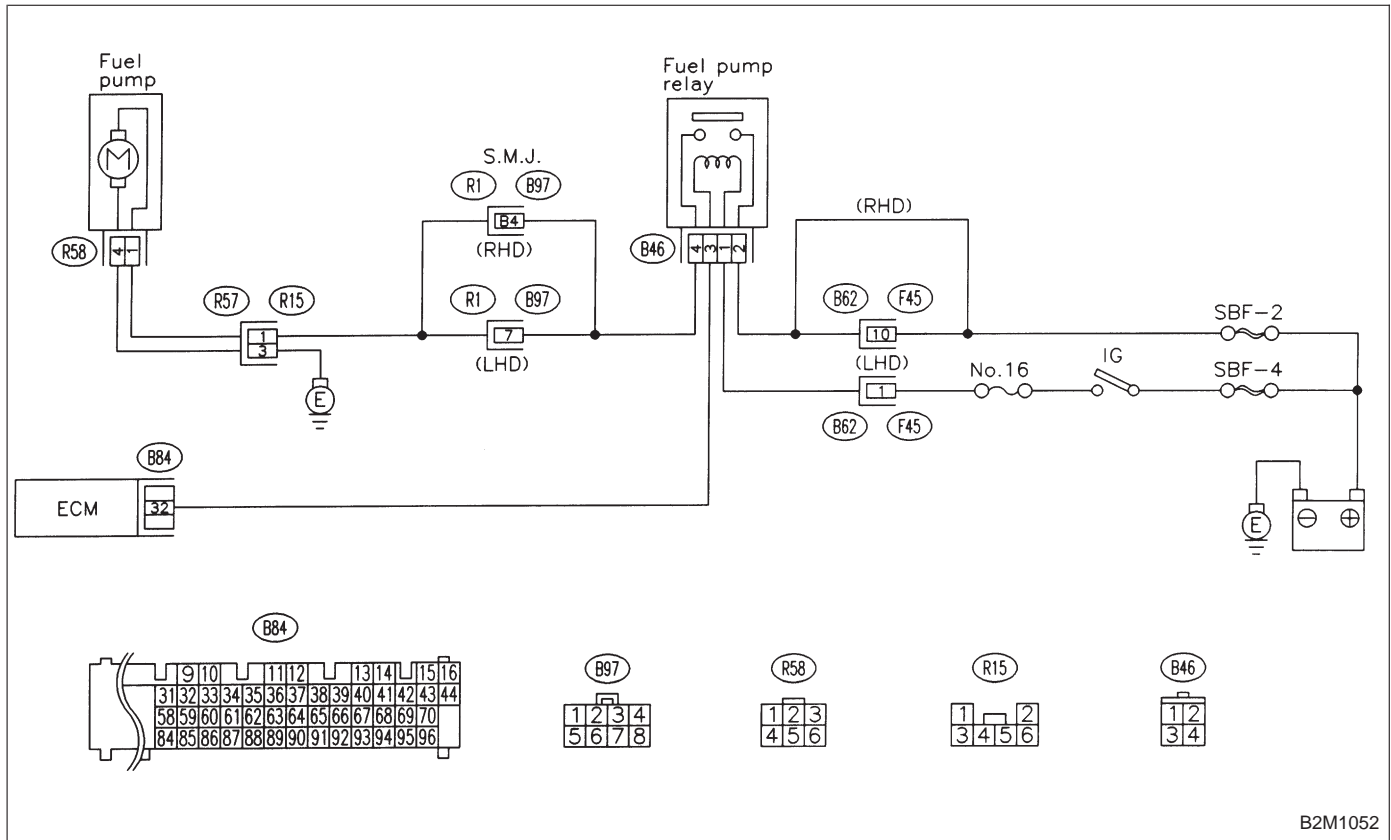 Fuel
pump
M
R58
4 1
R57 R15
1
3
E
S.M.J.
R1 B97
B4
(RHD)
R1 B97
7
(LHD)
Fuel pump
relay
B46
4 3 1 2
(RHD)
B62 F45
10
(LHD)
1
B62 F45
No.16
IG
SBF-2
SBF-4
E
⊖ ⊕
ECM
B84
32
B84
9 10 11 12 13 14 15 16
31 32 33 34 35 36 37 38 39 40 41 42 43 44
58 59 60 61 62 63 64 65 66 67 68 69 70
84 85 86 87 88 89 90 91 92 93 94 95 96
B97
1 2 3 4
5 6 7 8
R58
1 2 3
4 5 6
R15
1 2
3 4 5 6
B46
1 2
3 4
B2M1052